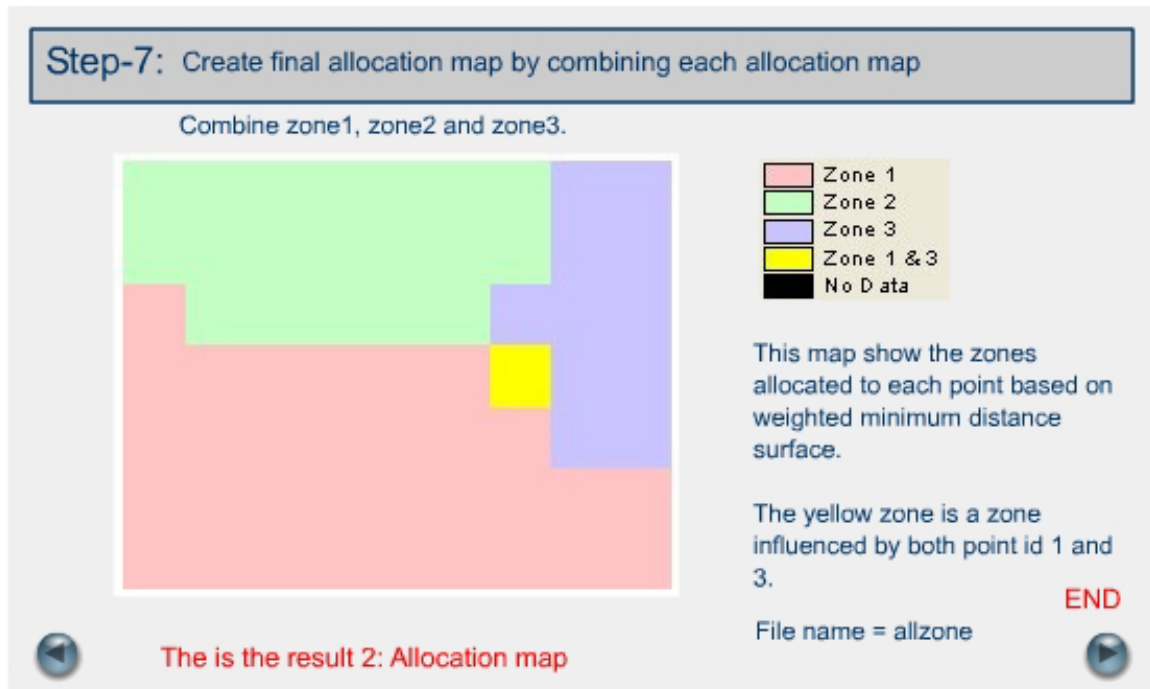 Step-7: Create final allocation map by combining each allocation map
Combine zone1, zone2 and zone3.
Zone 1
Zone 2
Zone 3
Zone 1 & 3
No Data
This map show the zones
allocated to each point based on
weighted minimum distance
surface.
The yellow zone is a zone
influenced by both point id 1 and
3.
END
File name = allzone
The is the result 2: Allocation map